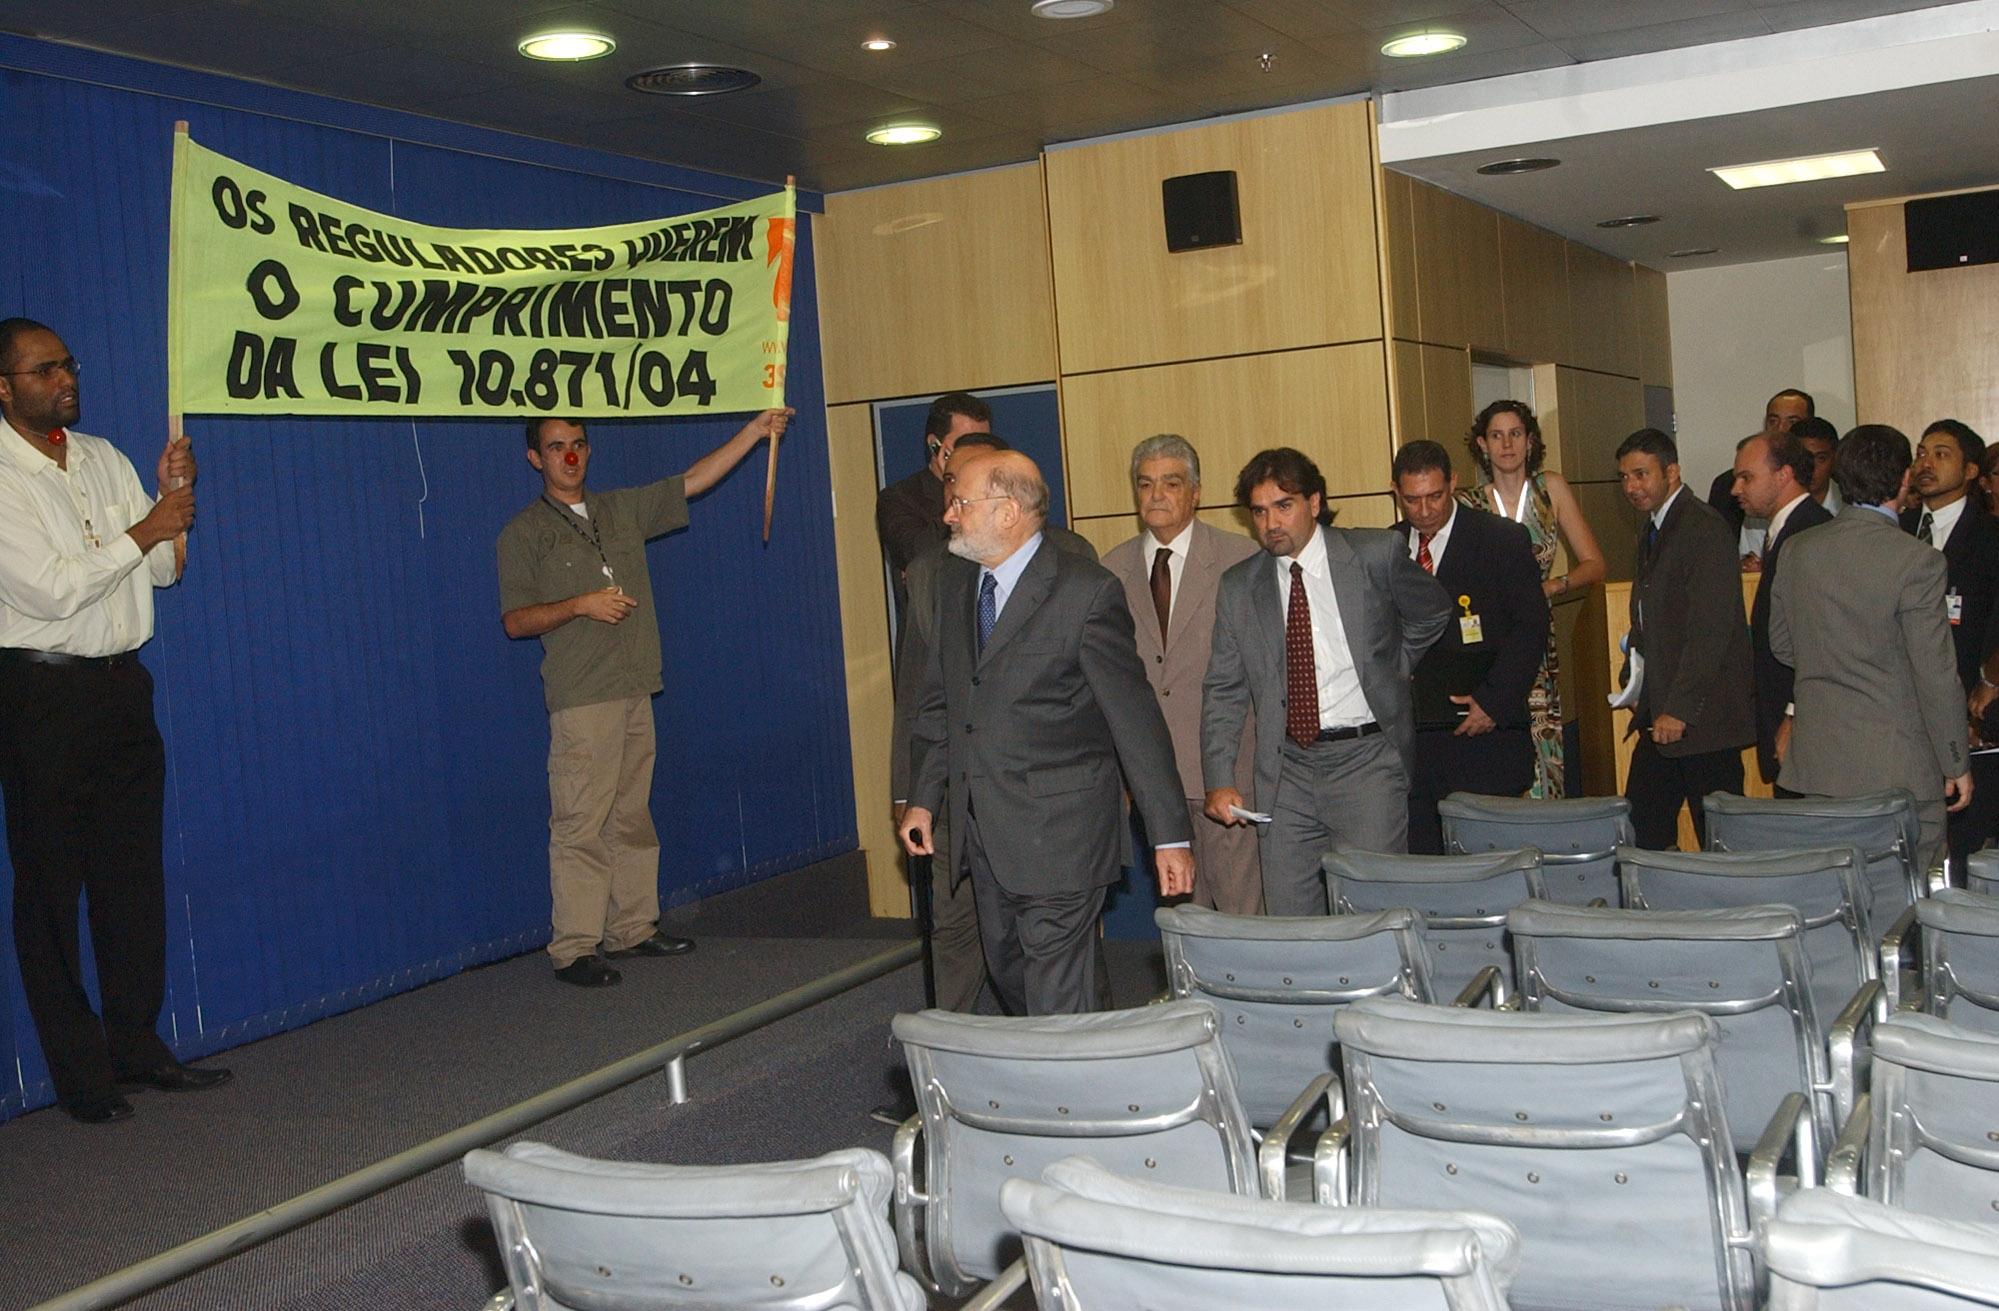 OS REGULADORES QUEREM
O CUMPRIMENTO
DA LEI 10.871/04